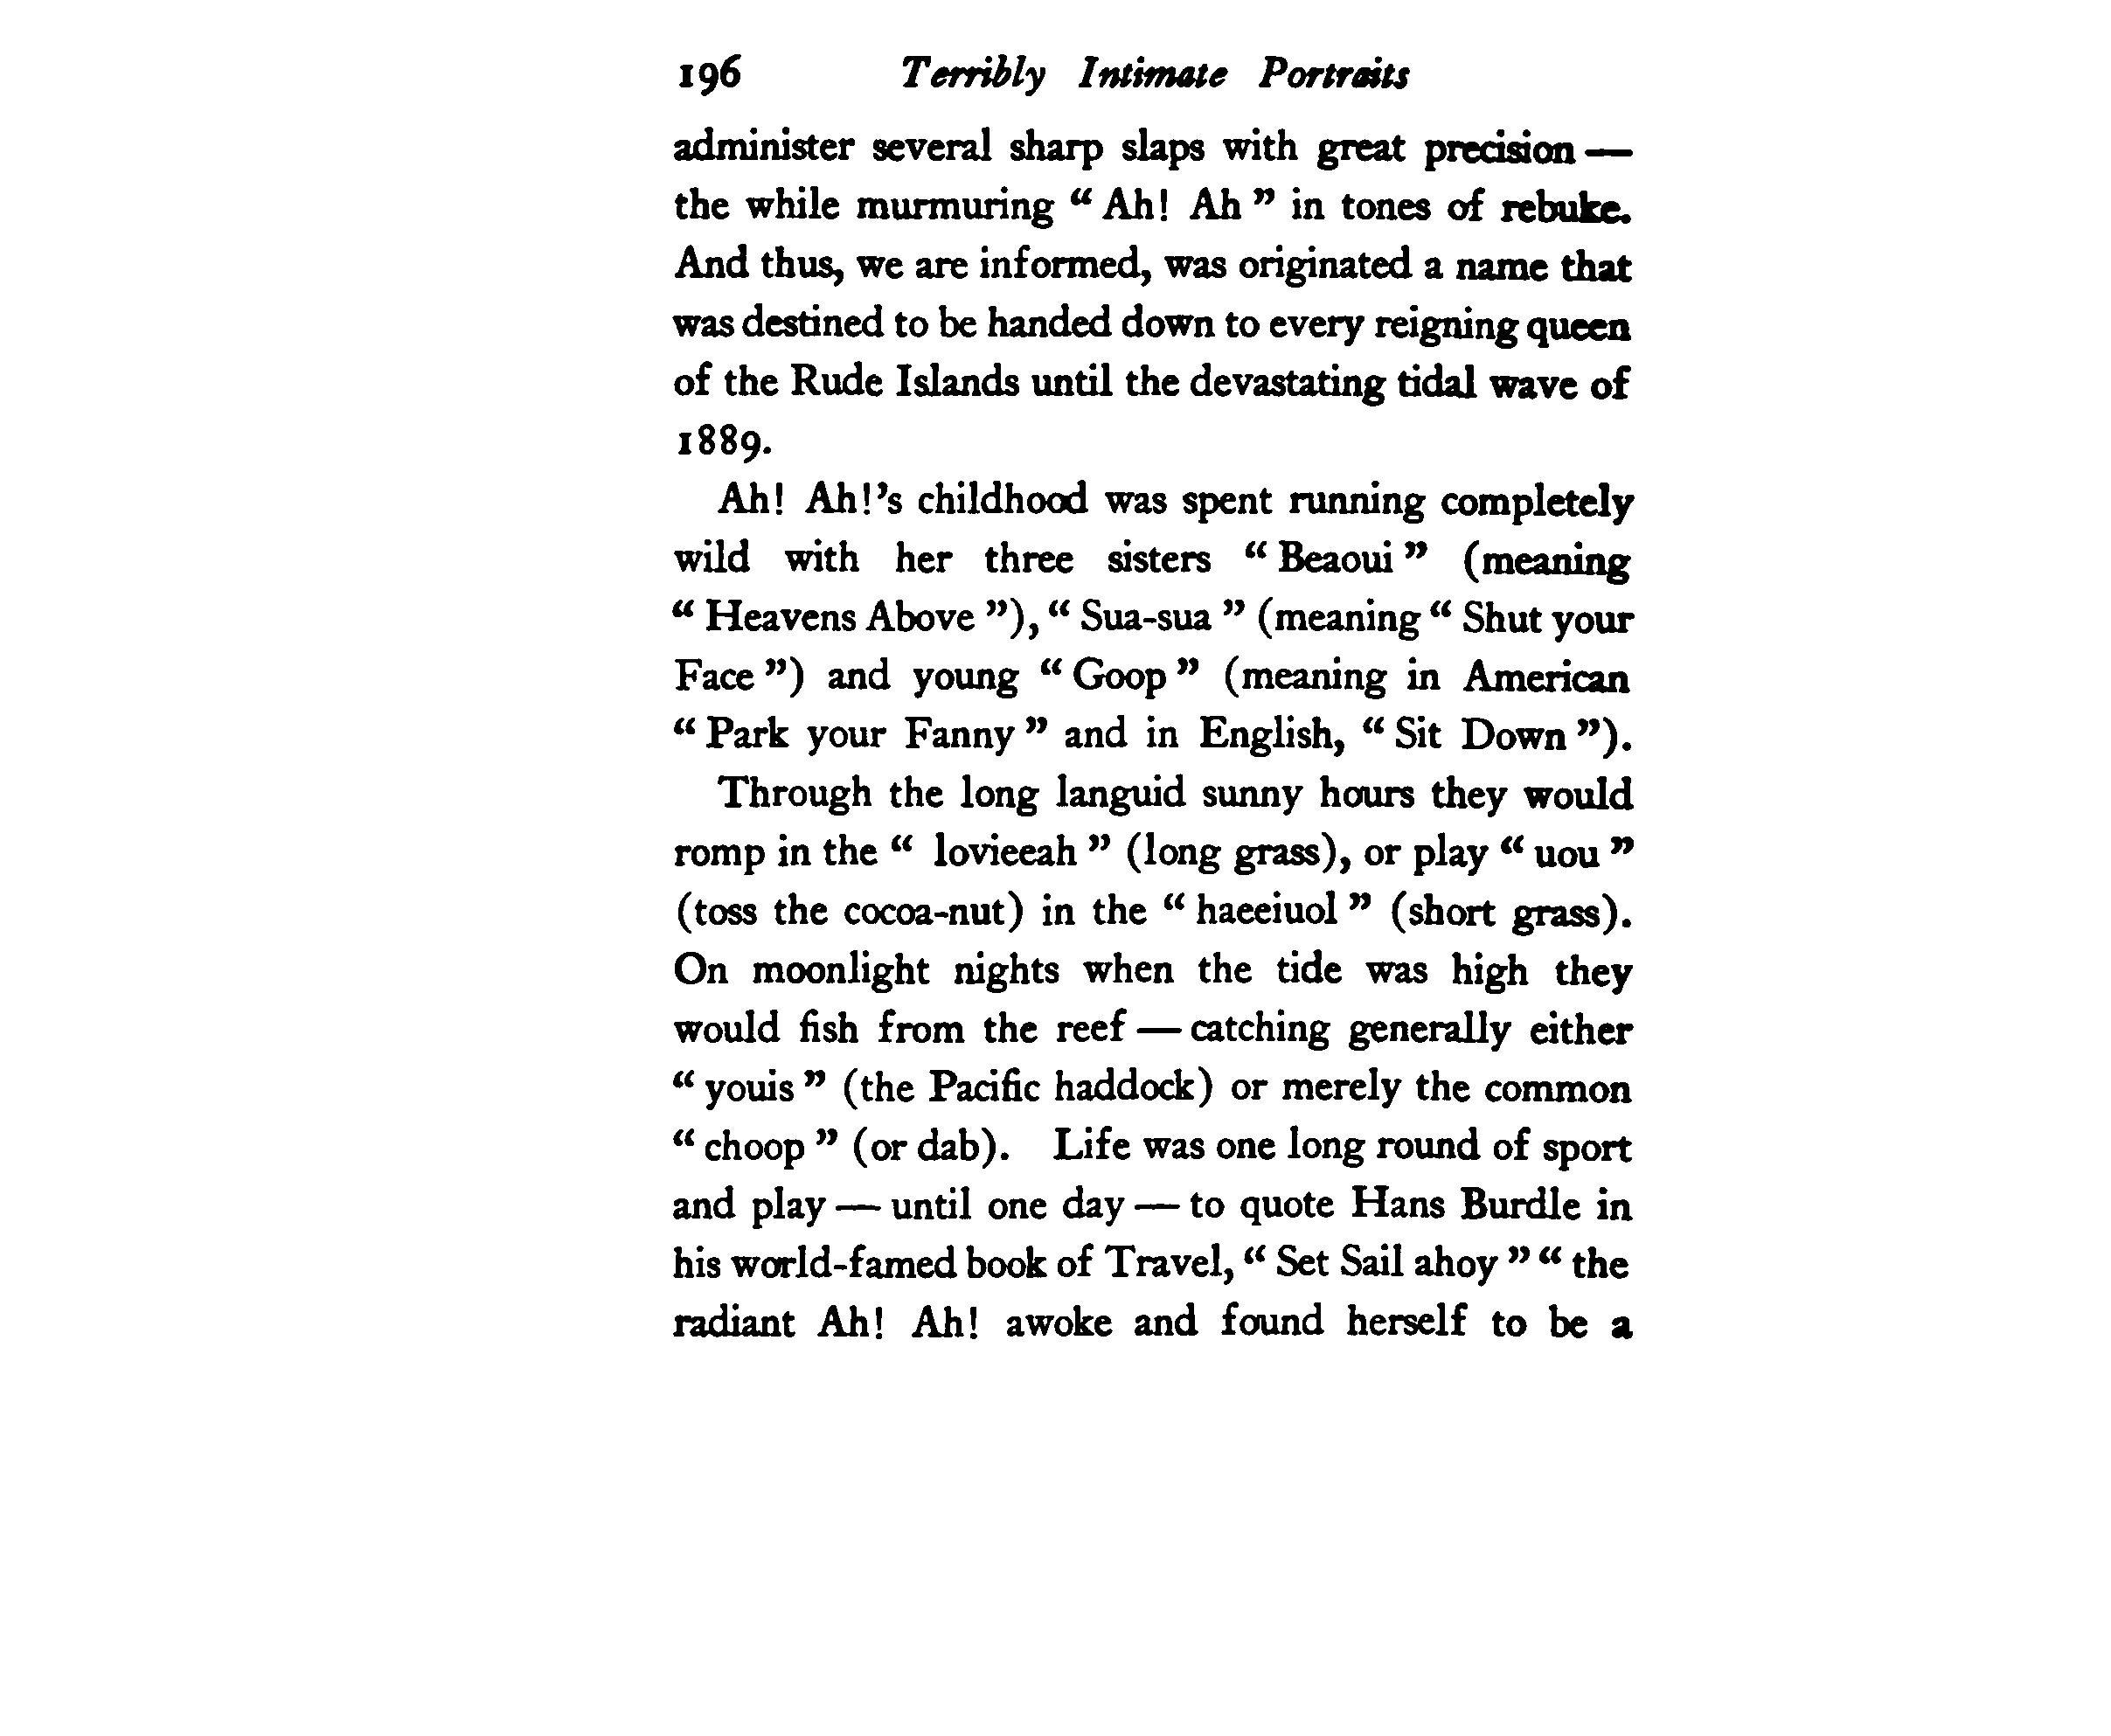 196 Terribly Intimate Portraits
administer several sharp slaps with great precision —
the while murmuring “ Ah! Ah ” in tones of rebuke.
And thus, we are informed, was originated a name that
was destined to be handed down to every reigning queen
of the Rude Islands until the devastating tidal wave of
1889.
Ah! Ah!’s childhood was spent running completely
wild with her three sisters “ Beaoui ” (meaning
“ Heavens Above ”), “ Sua-sua ” (meaning “ Shut your
Face ”) and young “ Goop ” (meaning in American
“ Park your Fanny ” and in English, “ Sit Down ”).
Through the long languid sunny hours they would
romp in the “ lovieeah ” (long grass), or play “ uou ”
(toss the cocoa-nut) in the “ haeeiuol ” (short grass).
On moonlight nights when the tide was high they
would fish from the reef — catching generally either
“ youis ” (the Pacific haddock) or merely the common
“ choop ” (or dab). Life was one long round of sport
and play — until one day — to quote Hans Burdle in
his world-famed book of Travel, “ Set Sail ahoy ” “ the
radiant Ah! Ah! awoke and found herself to be a